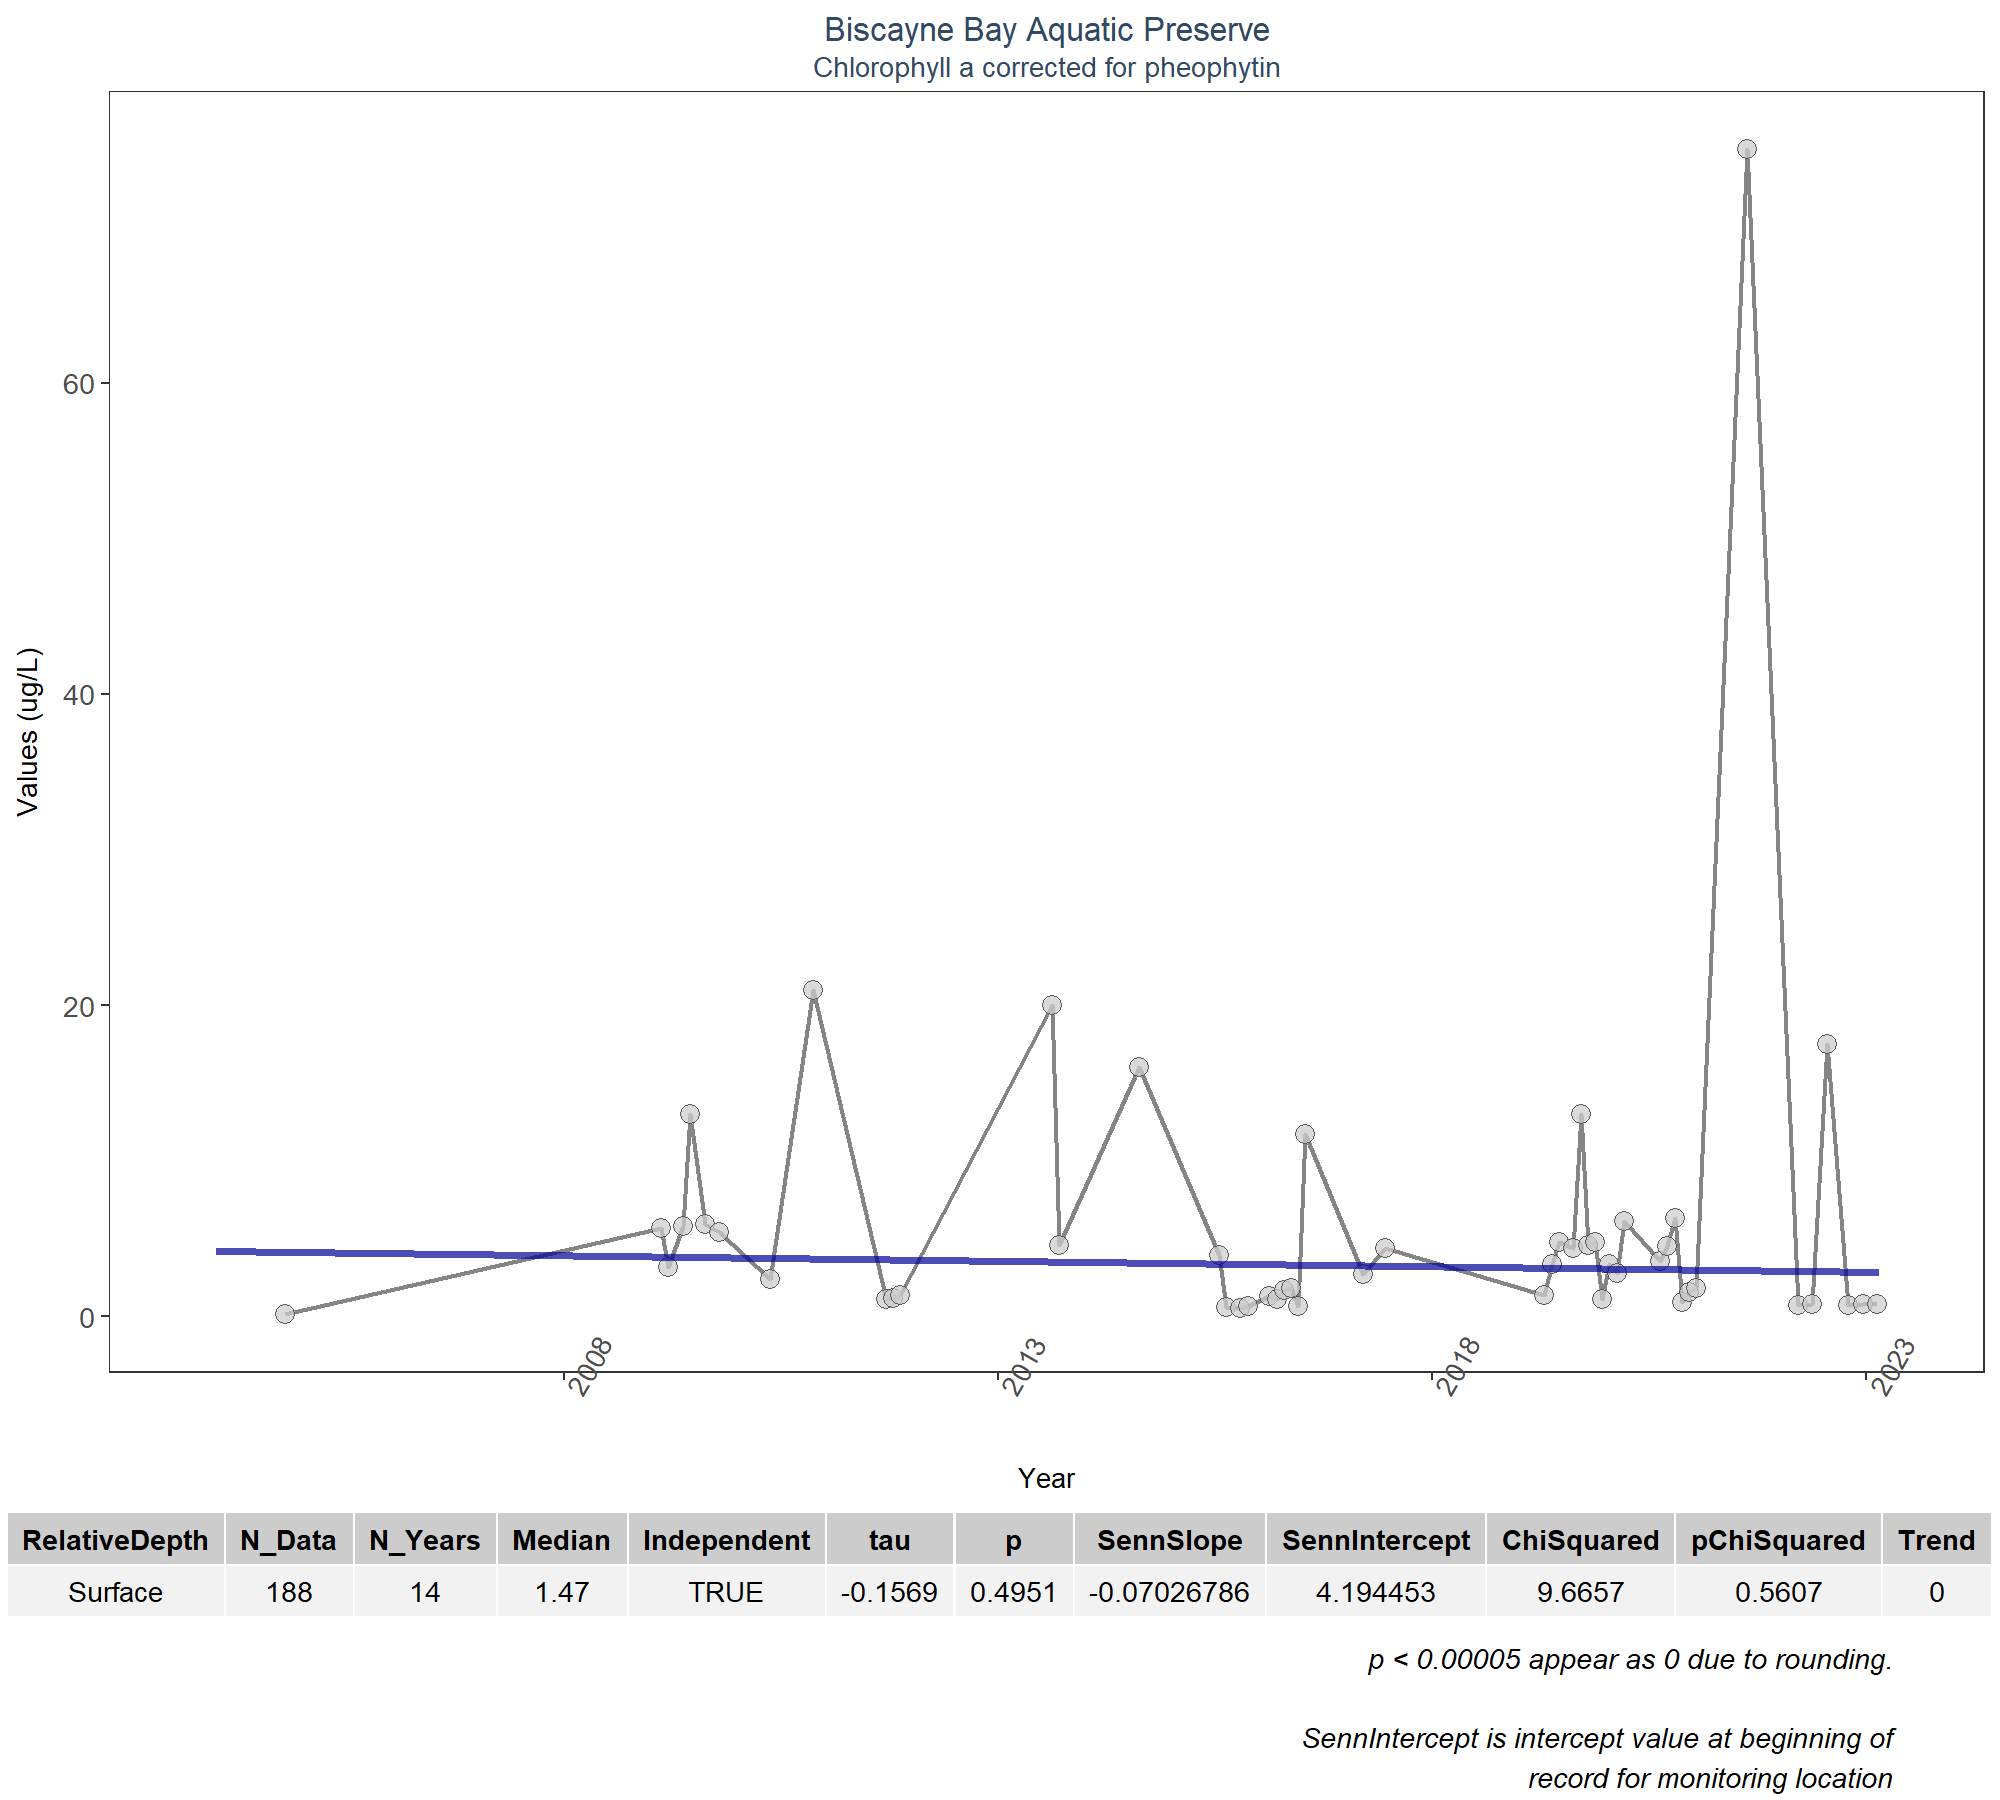 Biscayne Bay Aquatic Preserve
Chlorophyll a corrected for pheophytin
Values (ug/L)
60
40
20
0
2008 2013 2018 2023
Year
RelativeDepth N_Data N_Years Median Independent tau p SennSlope SennIntercept ChiSquared pChiSquared Trend
Surface 188 14 1.47 TRUE -0.1569 0.4951 -0.07026786 4.194453 9.6657 0.5607 0
p < 0.00005 appear as 0 due to rounding.
SennIntercept is intercept value at beginning of
record for monitoring location